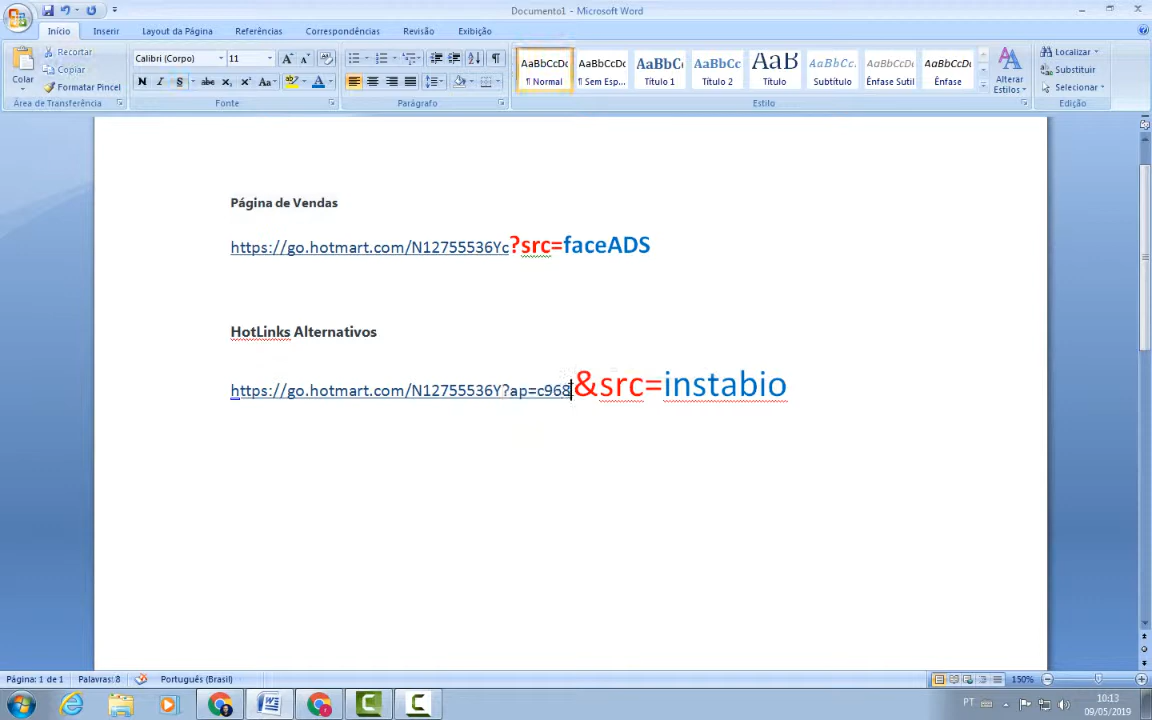 Documento1 - Microsoft Word
Início Inserir Layout da Página Referências Correspondências Revisão Exibição
Colar
Recortar
Copiar
Formatar Pincel
Área de Transferência
Calibri (Corpo) 11
N I S abc x₂ x² Aa
Fonte
Parágrafo
AaBbCcDc AaBbCcDc AaBbC AaBbCc AaB AaBbCc. AaBbCcDc AaBbCcDc
¶ Normal ¶ Sem Esp... Título 1 Título 2 Título Subtítulo Ênfase Sutil Ênfase
Alterar Estilos
Estilo
Localizar
Substituir
Selecionar
Edição
Página de Vendas
https://go.hotmart.com/N12755536Yc?src=faceADS
HotLinks Alternativos
https://go.hotmart.com/N12755536Y?ap=c968&src=instabio
Página: 1 de 1 Palavras: 8 Português (Brasil) 150%
PT 10:13
09/05/2019